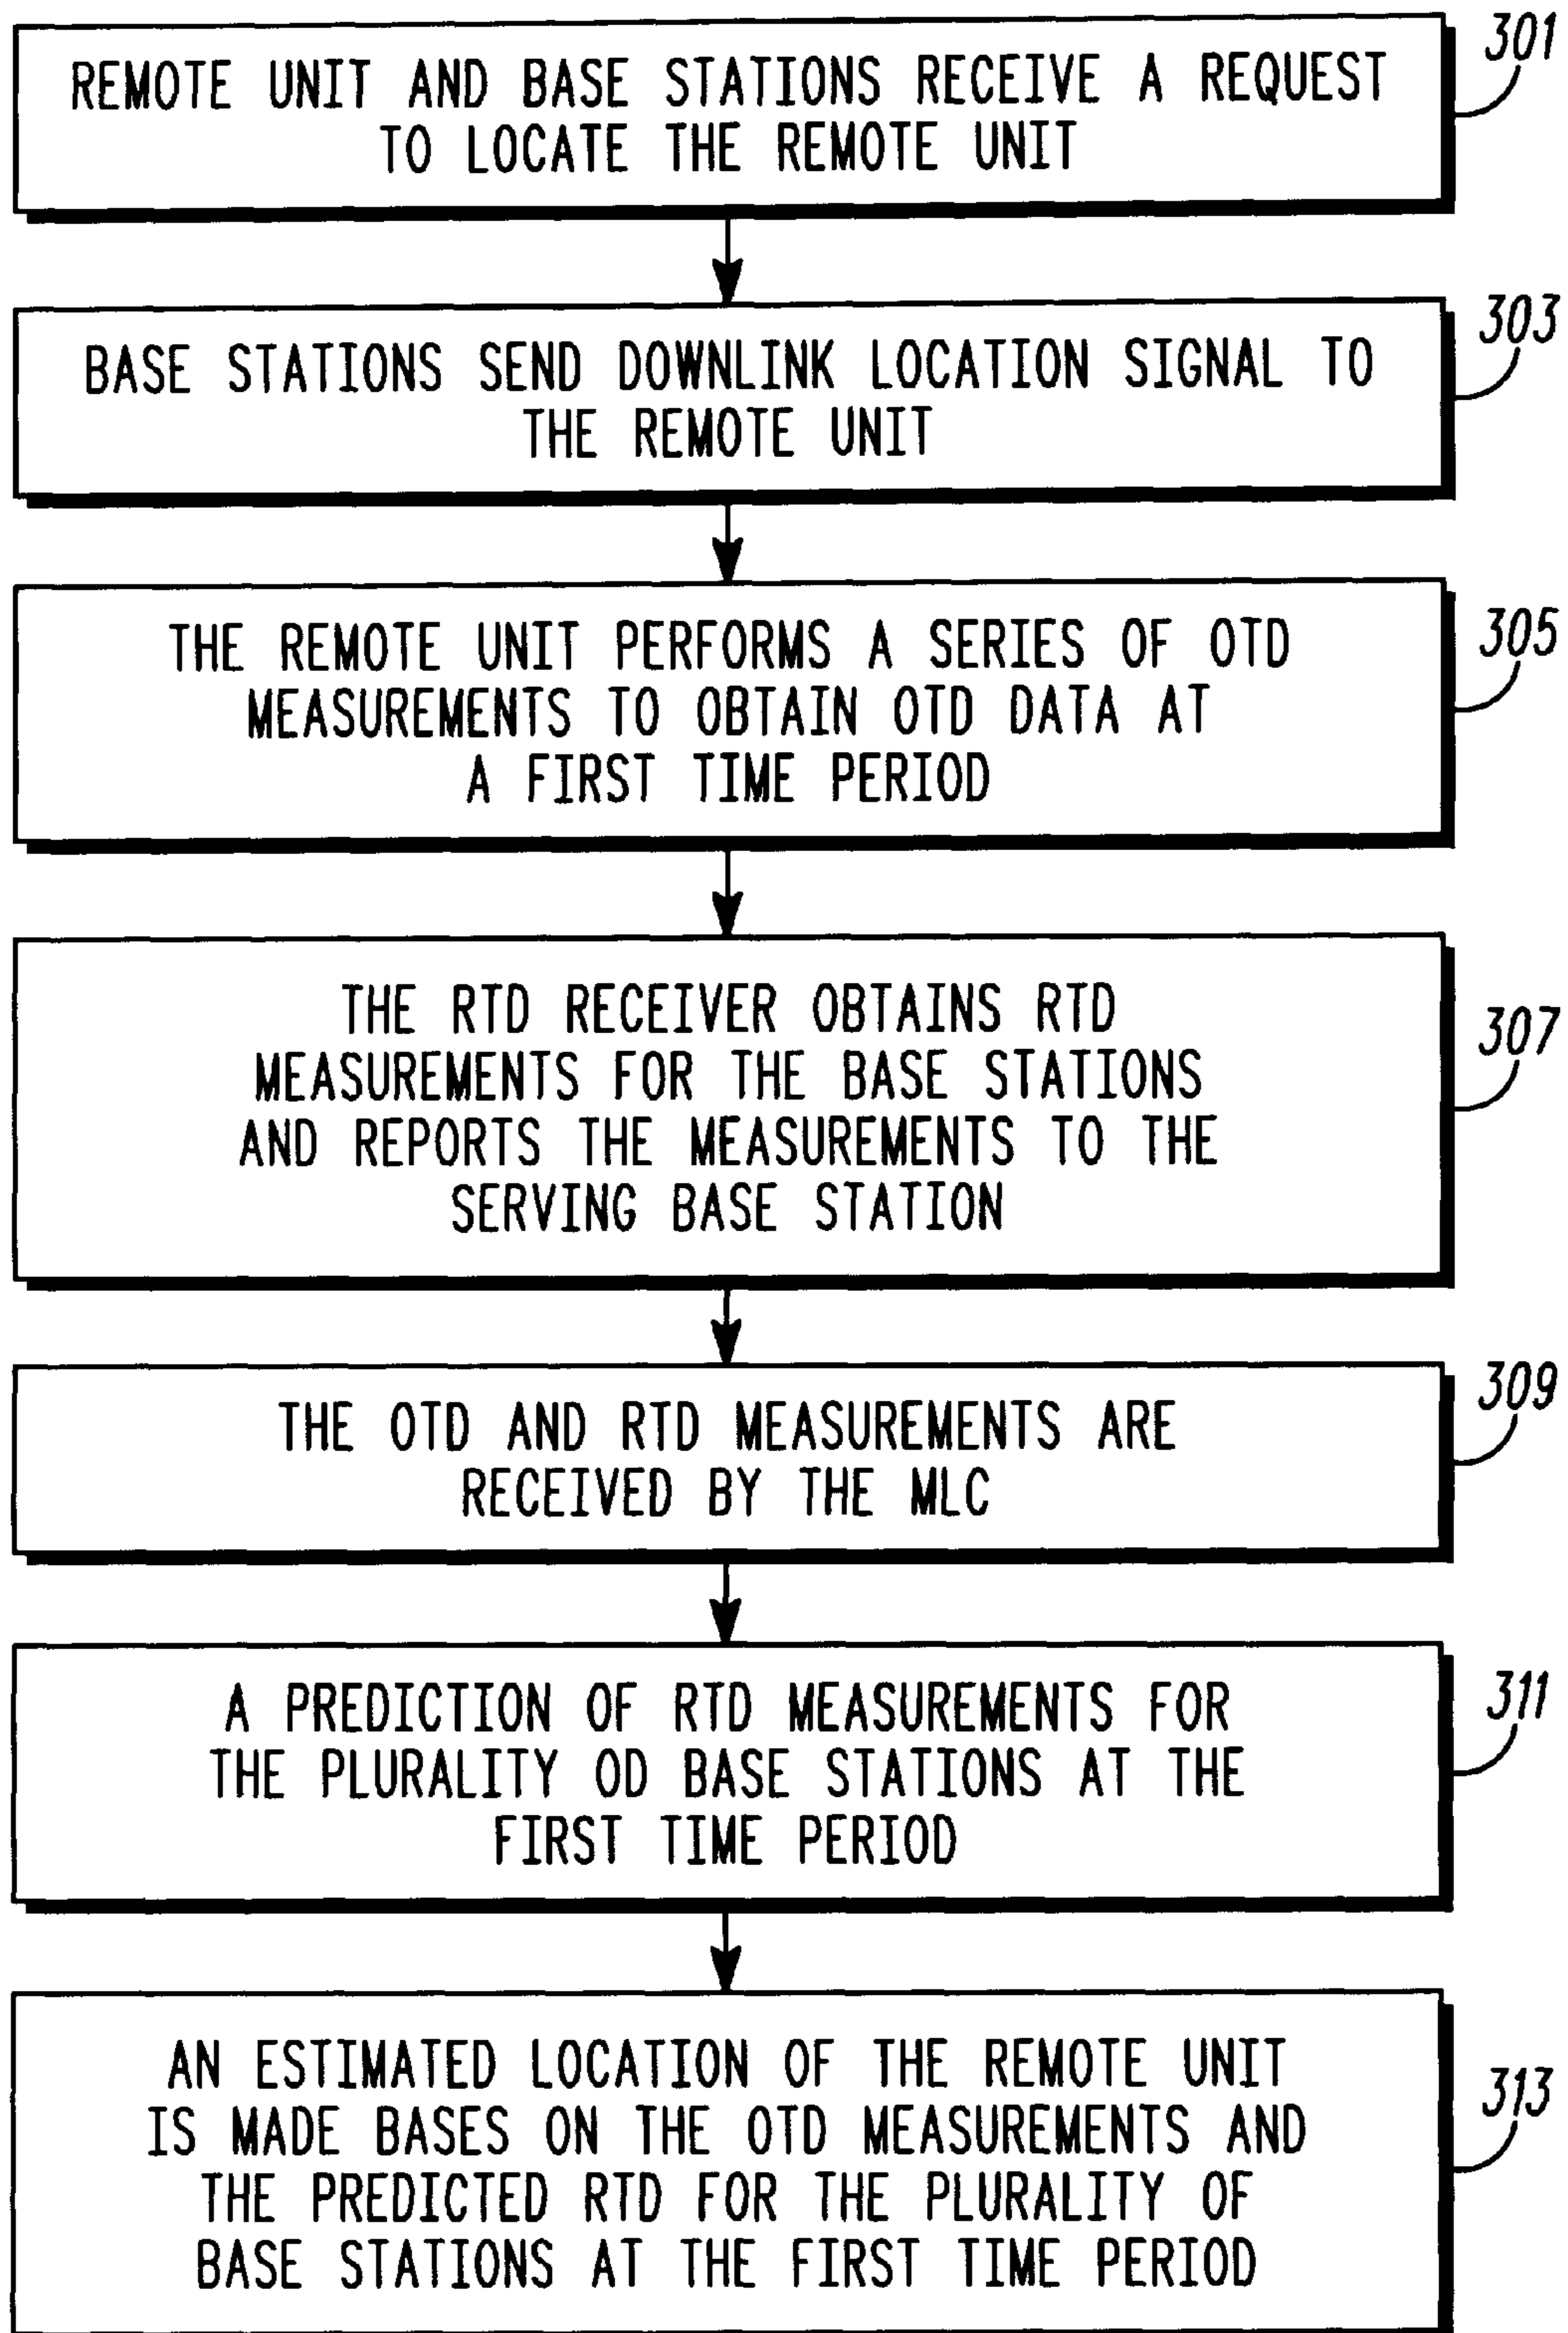 301
REMOTE UNIT AND BASE STATIONS RECEIVE A REQUEST
TO LOCATE THE REMOTE UNIT
303
BASE STATIONS SEND DOWNLINK LOCATION SIGNAL TO
THE REMOTE UNIT
305
THE REMOTE UNIT PERFORMS A SERIES OF OTD
MEASUREMENTS TO OBTAIN OTD DATA AT
A FIRST TIME PERIOD
307
THE RTD RECEIVER OBTAINS RTD
MEASUREMENTS FOR THE BASE STATIONS
AND REPORTS THE MEASUREMENTS TO THE
SERVING BASE STATION
309
THE OTD AND RTD MEASUREMENTS ARE
RECEIVED BY THE MLC
311
A PREDICTION OF RTD MEASUREMENTS FOR
THE PLURALITY OD BASE STATIONS AT THE
FIRST TIME PERIOD
313
AN ESTIMATED LOCATION OF THE REMOTE UNIT
IS MADE BASES ON THE OTD MEASUREMENTS AND
THE PREDICTED RTD FOR THE PLURALITY OF
BASE STATIONS AT THE FIRST TIME PERIOD